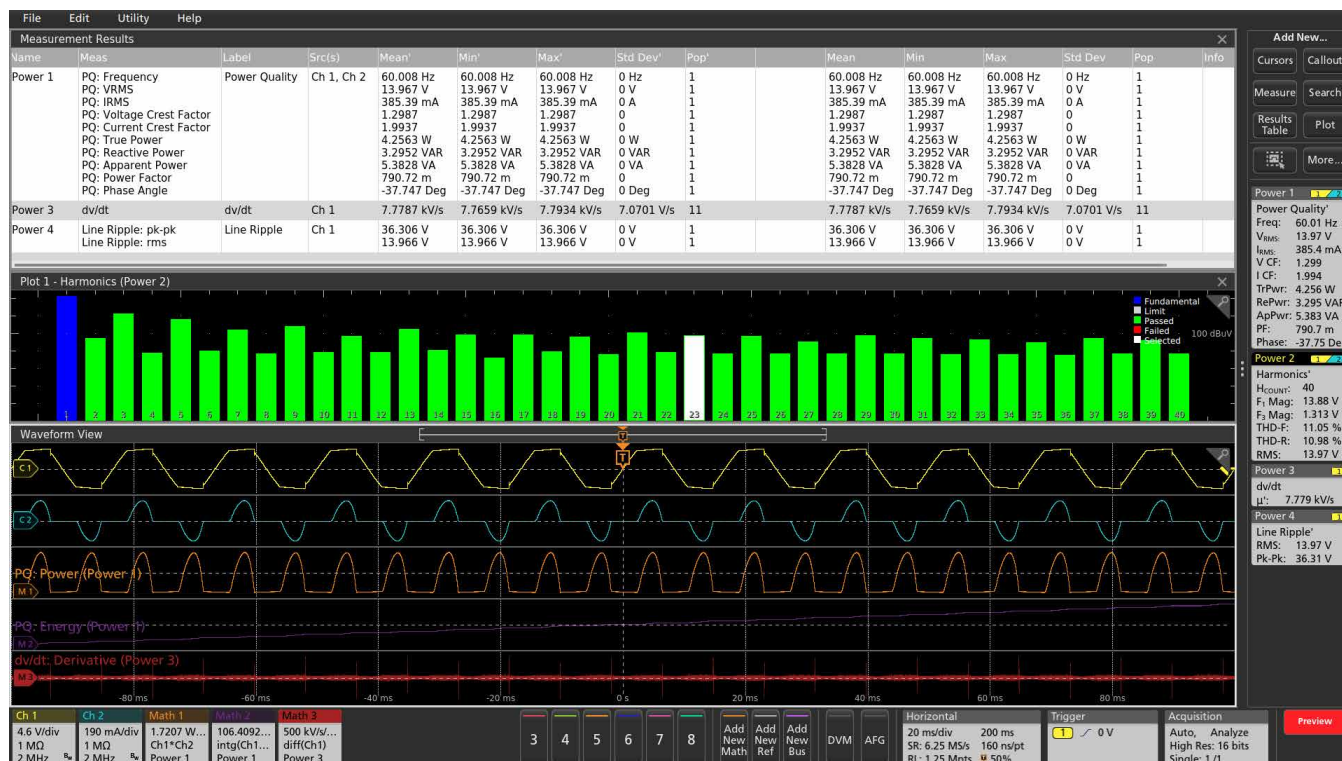 File Edit Utility Help
Measurement Results
Name Meas Label Src(s) Mean' Min' Max' Std Dev' Pop' Mean Min Max Std Dev Pop Info
Power 1 PQ: Frequency Power Quality Ch 1, Ch 2 60.008 Hz 60.008 Hz 60.008 Hz 0 Hz 1 60.008 Hz 60.008 Hz 60.008 Hz 0 Hz 1
PQ: VRMS 13.967 V 13.967 V 13.967 V 0 V 1 13.967 V 13.967 V 13.967 V 0 V 1
PQ: IRMS 385.39 mA 385.39 mA 385.39 mA 0 A 1 385.39 mA 385.39 mA 385.39 mA 0 A 1
PQ: Voltage Crest Factor 1.2987 1.2987 1.2987 0 1 1.2987 1.2987 1.2987 0 1
PQ: Current Crest Factor 1.9937 1.9937 1.9937 0 1 1.9937 1.9937 1.9937 0 1
PQ: True Power 4.2563 W 4.2563 W 4.2563 W 0 W 1 4.2563 W 4.2563 W 4.2563 W 0 W 1
PQ: Reactive Power 3.2952 VAR 3.2952 VAR 3.2952 VAR 0 VAR 1 3.2952 VAR 3.2952 VAR 3.2952 VAR 0 VAR 1
PQ: Apparent Power 5.3828 VA 5.3828 VA 5.3828 VA 0 VA 1 5.3828 VA 5.3828 VA 5.3828 VA 0 VA 1
PQ: Power Factor 790.72 m 790.72 m 790.72 m 0 1 790.72 m 790.72 m 790.72 m 0 1
PQ: Phase Angle -37.747 Deg -37.747 Deg -37.747 Deg 0 Deg 1 -37.747 Deg -37.747 Deg -37.747 Deg 0 Deg 1
Power 3 dv/dt dv/dt Ch 1 7.7787 kV/s 7.7659 kV/s 7.7934 kV/s 7.0701 V/s 11 7.7787 kV/s 7.7659 kV/s 7.7934 kV/s 7.0701 V/s 11
Power 4 Line Ripple: pk-pk Line Ripple Ch 1 36.306 V 36.306 V 36.306 V 0 V 1 36.306 V 36.306 V 36.306 V 0 V 1
Line Ripple: rms 13.966 V 13.966 V 13.966 V 0 V 1 13.966 V 13.966 V 13.966 V 0 V 1
Plot 1 - Harmonics (Power 2)
Fundamental
Limit
Passed
Failed
Selected
100 dBuV
1 2 3 4 5 6 7 8 9 10 11 12 13 14 15 16 17 18 19 20 21 22 23 24 25 26 27 28 29 30 31 32 33 34 35 36 37 38 39 40
Waveform View
T
T
C 1
C 2
PQ: Power (Power 1)
M 1
PQ: Energy (Power 1)
M 2
dv/dt: Derivative (Power 3)
M 3
-80 ms -60 ms -40 ms -20 ms 0 s 20 ms 40 ms 60 ms 80 ms
Add New...
Cursors Callout
Measure Search
Results Table Plot
More...
Power 1 1 2
Power Quality'
Freq: 60.01 Hz
VRMS: 13.97 V
IRMS: 385.4 mA
V CF: 1.299
I CF: 1.994
TrPwr: 4.256 W
RePwr: 3.295 VAR
ApPwr: 5.383 VA
PF: 790.7 m
Phase: -37.75 De
Power 2 1 2
Harmonics'
HCOUNT: 40
F1 Mag: 13.88 V
F3 Mag: 1.313 V
THD-F: 11.05 %
THD-R: 10.98 %
RMS: 13.97 V
Power 3 1
dv/dt
μ': 7.779 kV/s
Power 4 1
Line Ripple'
RMS: 13.97 V
Pk-Pk: 36.31 V
Ch 1
4.6 V/div
1 MΩ
2 MHz Bw
Ch 2
190 mA/div
1 MΩ
2 MHz Bw
Math 1
1.7207 W...
Ch1*Ch2
Power 1
Math 2
106.4092...
intg(Ch1...
Power 1
Math 3
500 kV/s/...
diff(Ch1)
Power 3
3 4 5 6 7 8
Add New Math
Add New Ref
Add New Bus
DVM AFG
Horizontal
20 ms/div 200 ms
SR: 6.25 MS/s 160 ns/pt
RL: 1.25 Mpts 50%
Trigger
1 0 V
Acquisition
Auto, Analyze
High Res: 16 bits
Single: 1/1
Preview